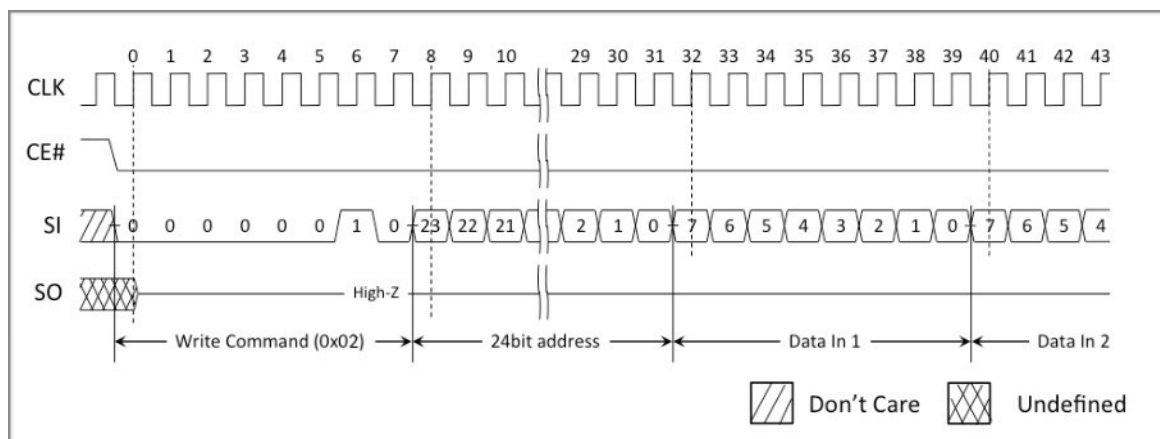 0 1 2 3 4 5 6 7 8 9 10 29 30 31 32 33 34 35 36 37 38 39 40 41 42 43
CLK
CE#
SI 0 0 0 0 0 0 1 0 23 22 21 2 1 0 7 6 5 4 3 2 1 0 7 6 5 4
SO High-Z
Write Command (0x02) 24bit address Data In 1 Data In 2
Don't Care Undefined